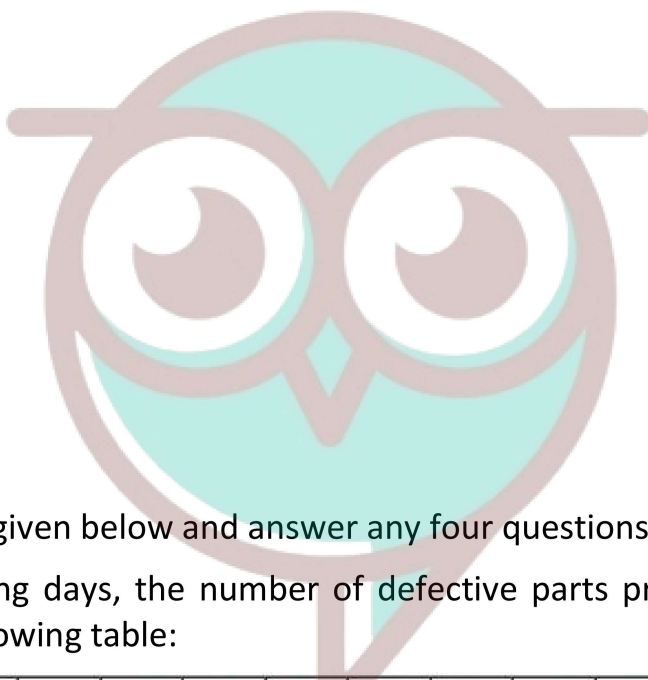 given below and answer any four questions
ng days, the number of defective parts pr
owing table: